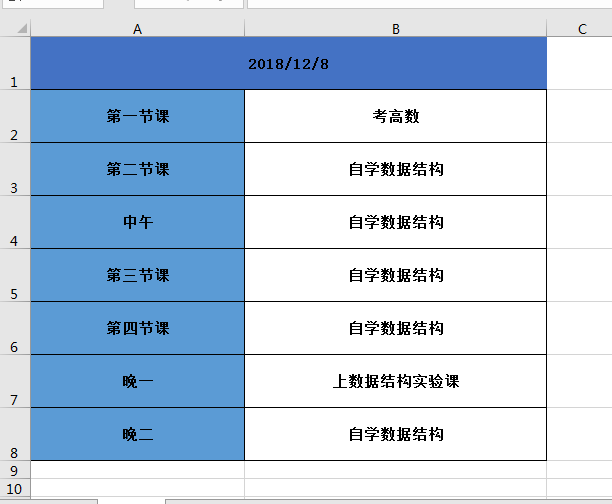 A B C
1 2018/12/8
2 第一节课 考高数
3 第二节课 自学数据结构
4 中午 自学数据结构
5 第三节课 自学数据结构
6 第四节课 自学数据结构
7 晚一 上数据结构实验课
8 晚二 自学数据结构
9
10